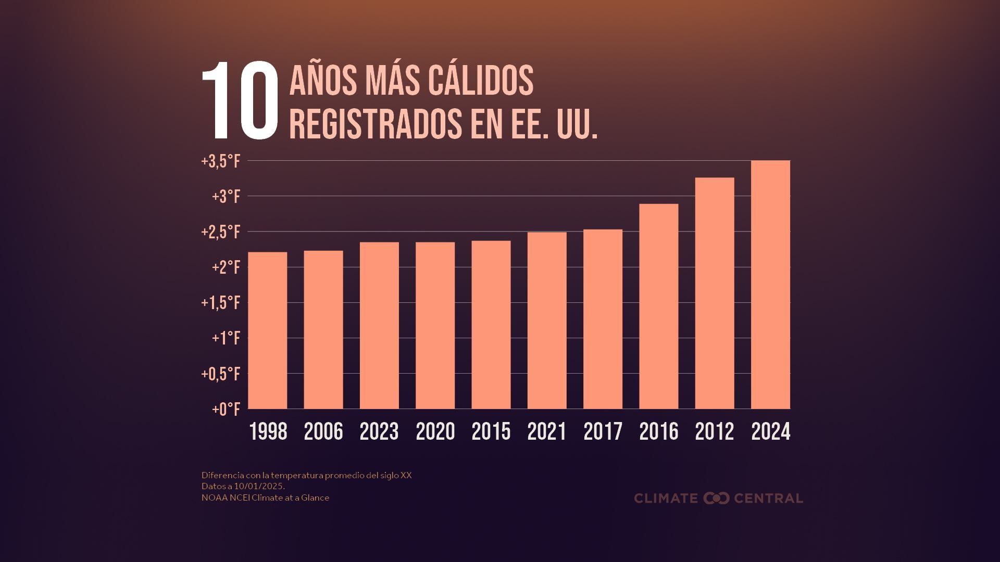 10 AÑOS MÁS CÁLIDOS
REGISTRADOS EN EE. UU.
+3,5°F
+3°F
+2,5°F
+2°F
+1,5°F
+1°F
+0,5°F
+0°F
1998 2006 2023 2020 2015 2021 2017 2016 2012 2024
Diferencia con la temperatura promedio del siglo XX
Datos a 10/01/2025.
NOAA NCEI Climate at a Glance
CLIMATE CENTRAL